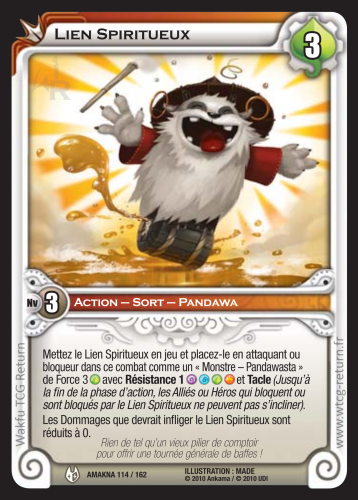 Lien Spiritueux
3
Nv 3
Action – Sort – Pandawa
Mettez le Lien Spiritueux en jeu et placez-le en attaquant ou
bloqueur dans ce combat comme un « Monstre – Pandawasta »
de Force 3 avec Résistance 1 et Tacle (Jusqu'à
la fin de la phase d'action, les Alliés ou Héros qui bloquent ou
sont bloqués par le Lien Spiritueux ne peuvent pas s'incliner).
Les Dommages que devrait infliger le Lien Spiritueux sont
réduits à 0.
Rien de tel qu'un vieux pilier de comptoir
pour offrir une tournée générale de baffes !
AMAKNA 114 / 162
ILLUSTRATION : MADE
© 2010 Ankama / © 2010 UDI
Wakfu TCG Return
www.wtcg-return.fr